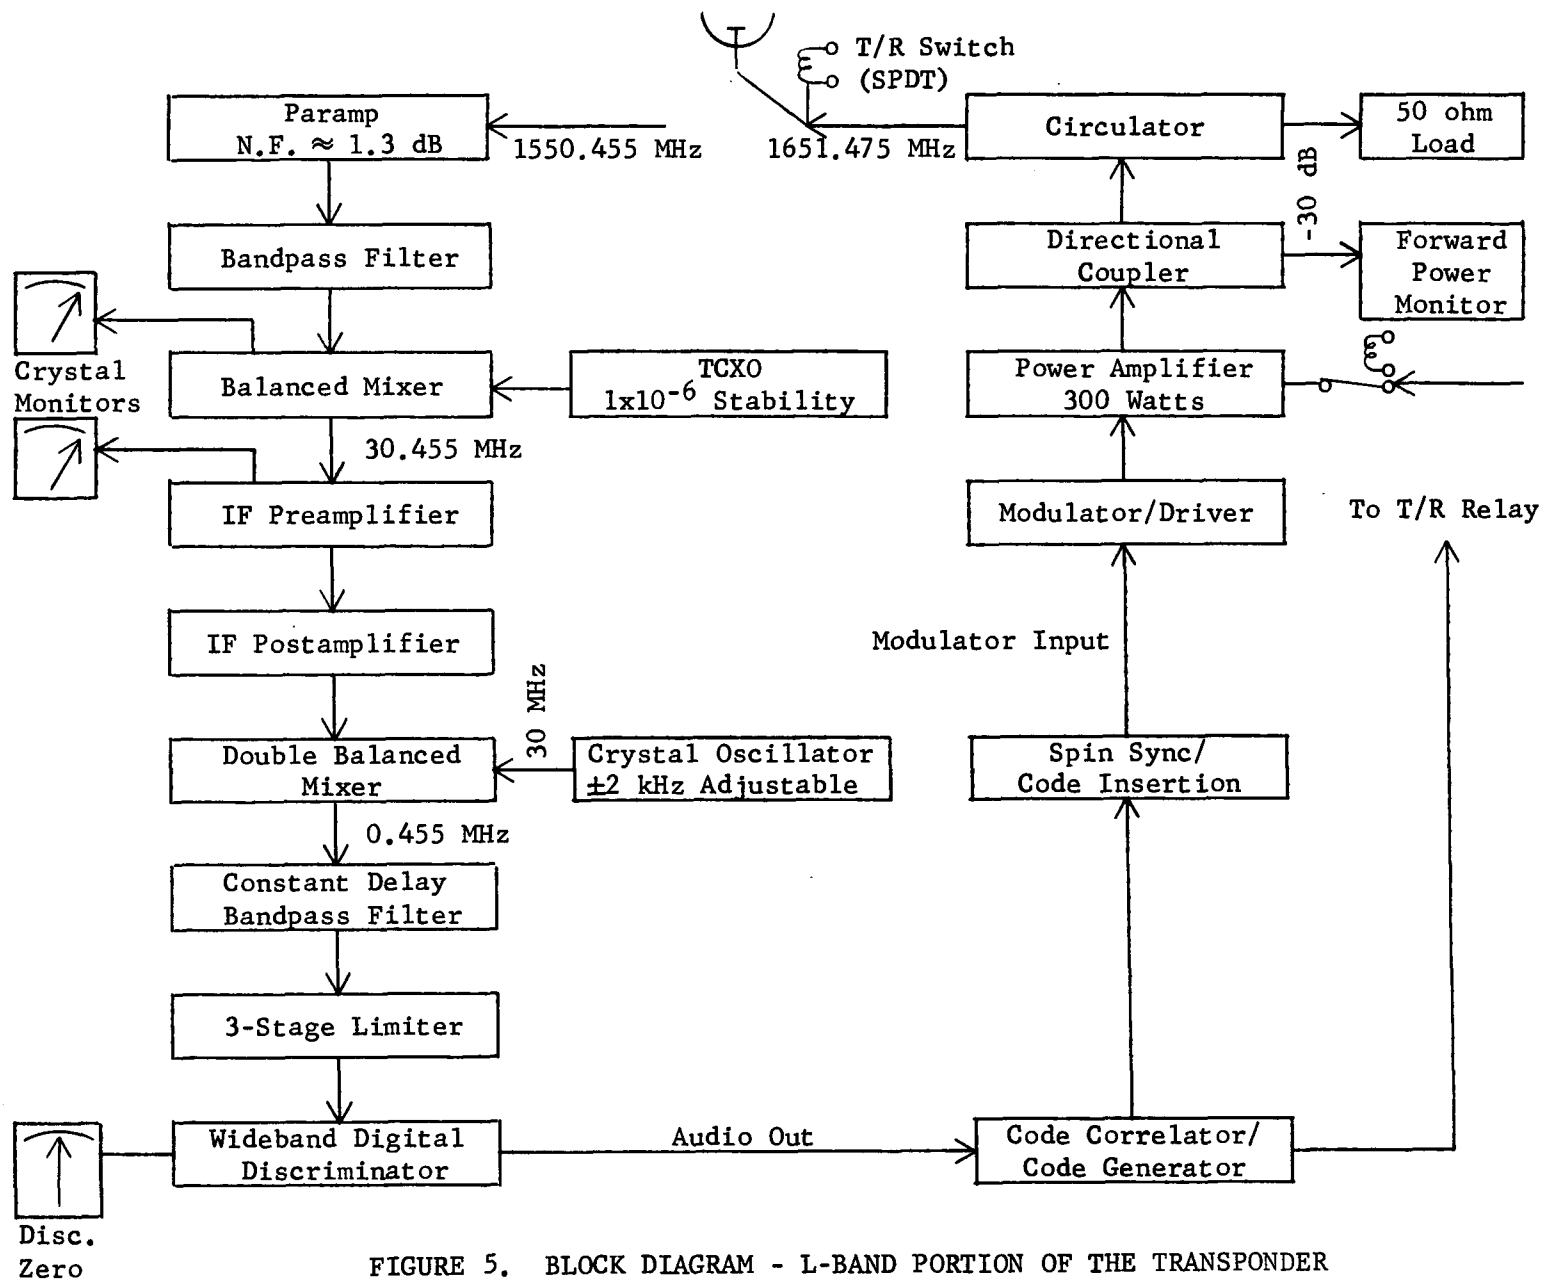 T/R Switch
(SPDT)
Paramp
N.F. ≈ 1.3 dB
1550.455 MHz
1651.475 MHz
Circulator
50 ohm
Load
-30 dB
Bandpass Filter
Directional
Coupler
Forward
Power
Monitor
Crystal
Monitors
Balanced Mixer
TCXO
1x10⁻⁶ Stability
Power Amplifier
300 Watts
30.455 MHz
IF Preamplifier
Modulator/Driver
To T/R Relay
IF Postamplifier
Modulator Input
30 MHz
Double Balanced
Mixer
Crystal Oscillator
±2 kHz Adjustable
Spin Sync/
Code Insertion
0.455 MHz
Constant Delay
Bandpass Filter
3-Stage Limiter
Wideband Digital
Discriminator
Audio Out
Code Correlator/
Code Generator
Disc.
Zero
FIGURE 5. BLOCK DIAGRAM - L-BAND PORTION OF THE TRANSPONDER